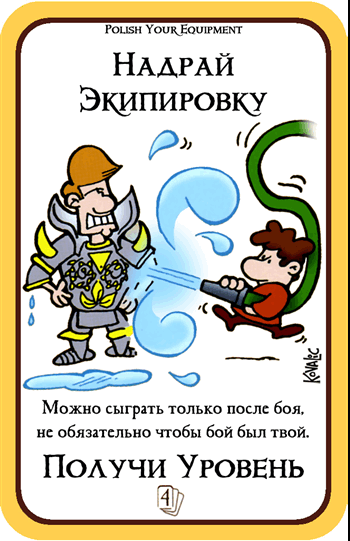 Polish Your Equipment
Надрай
Экипировку
Kovalic
Можно сыграть только после боя,
не обязательно чтобы бой был твой.
Получи Уровень
4